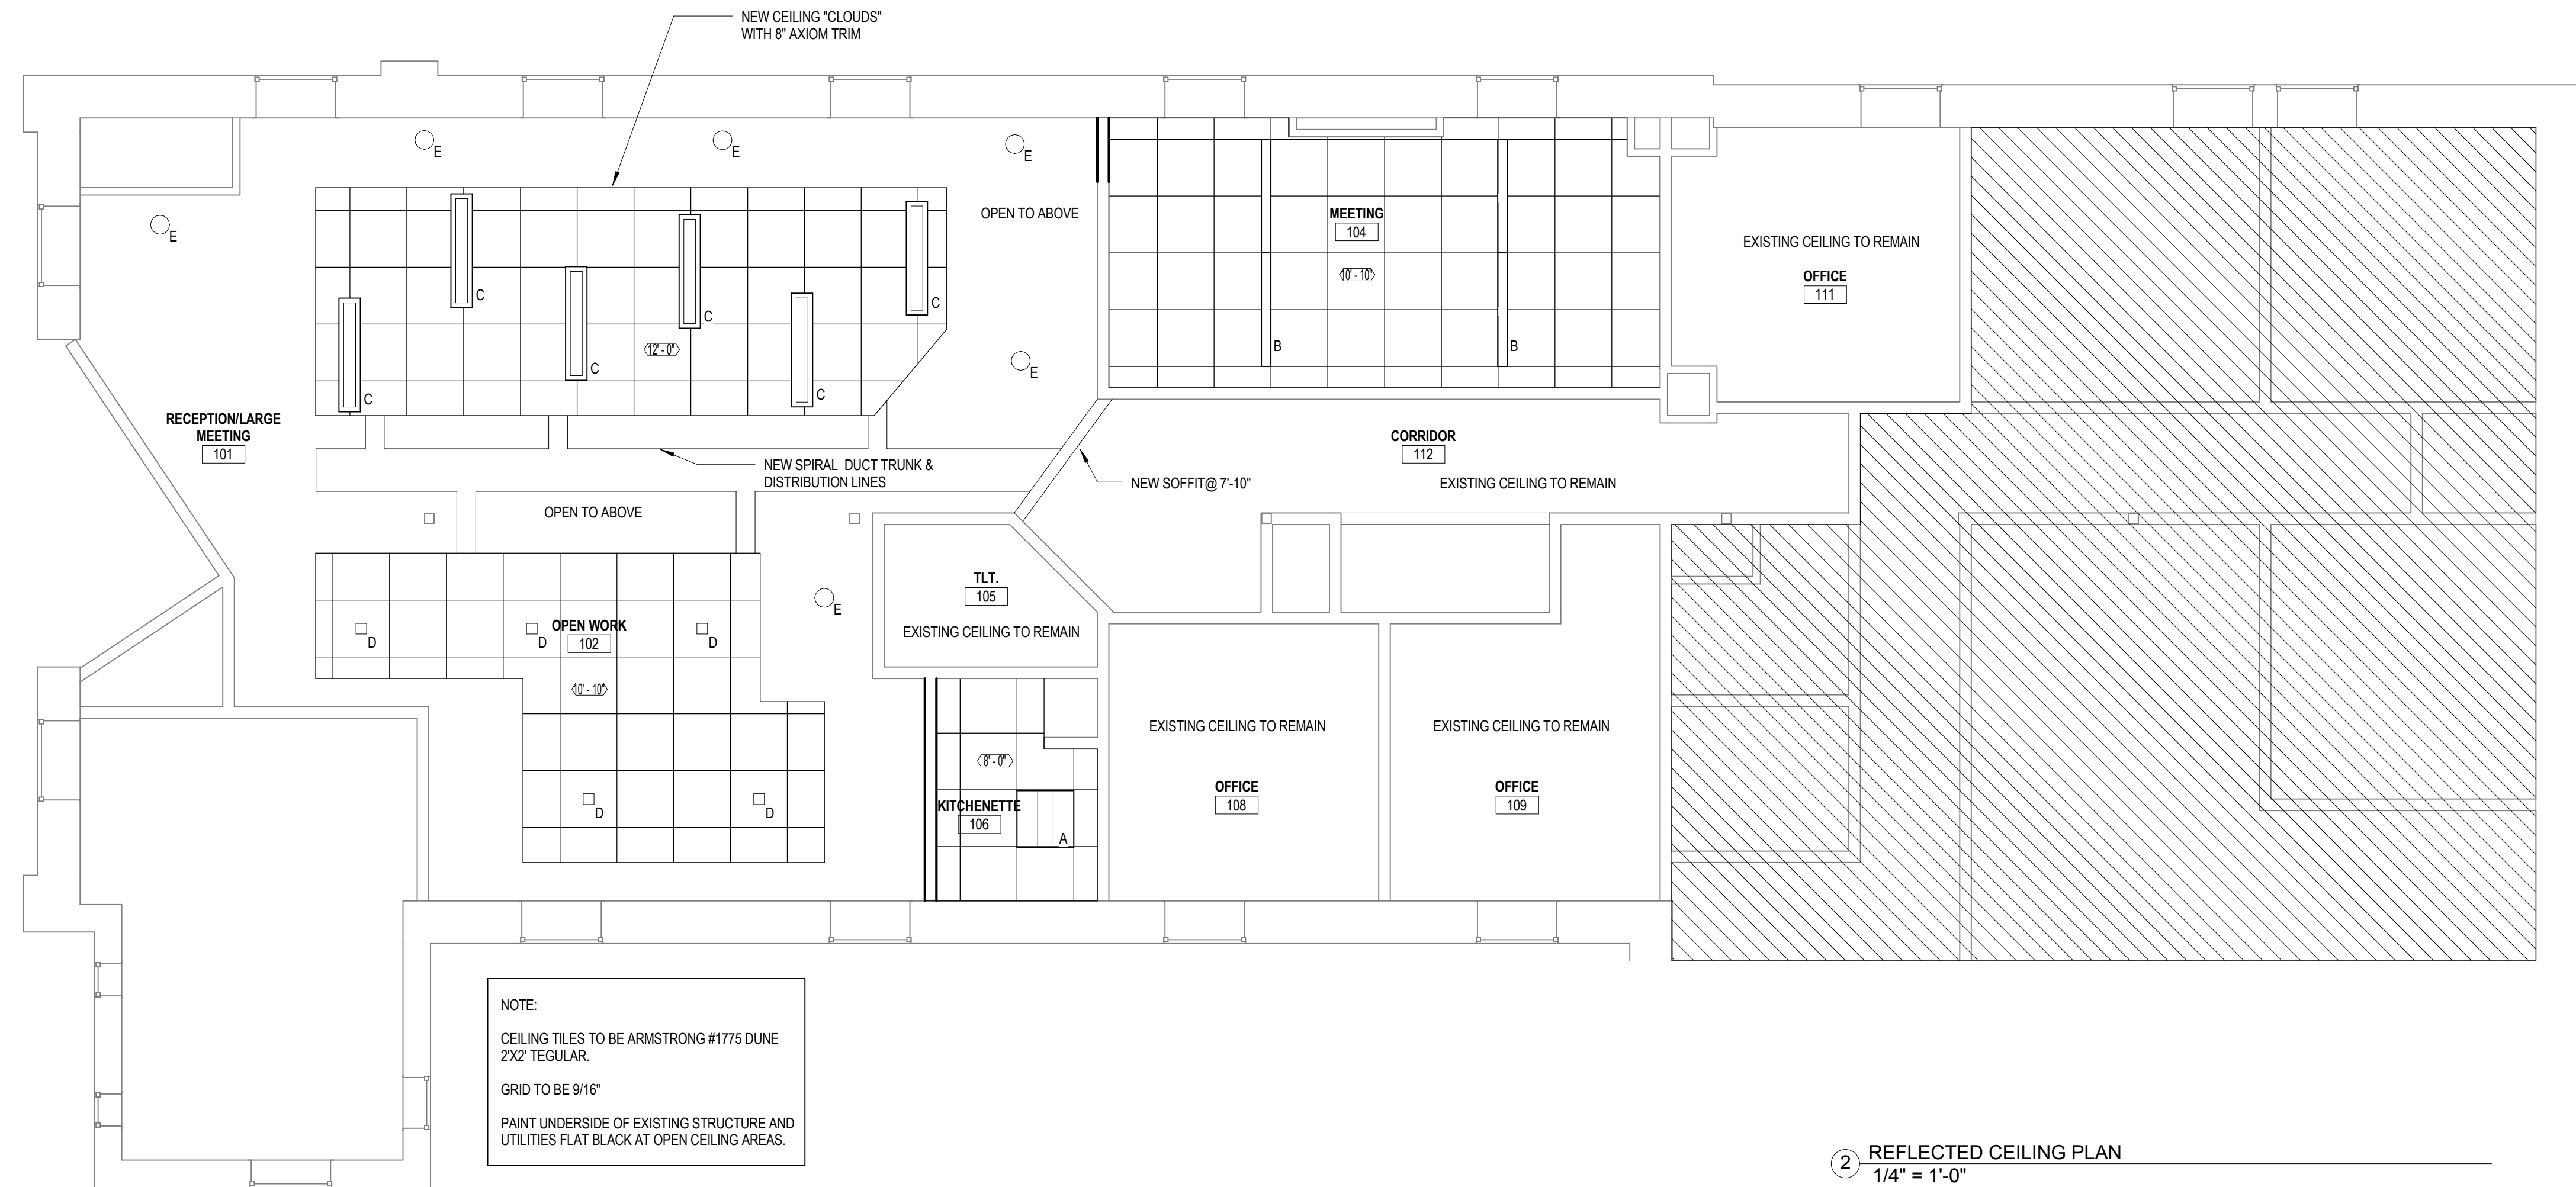 NEW CEILING "CLOUDS"
WITH 8" AXIOM TRIM
E
E
E
E
OPEN TO ABOVE
MEETING
104
10' - 10"
EXISTING CEILING TO REMAIN
OFFICE
111
C
C
C
C
C
C
12' - 0"
B
B
E
RECEPTION/LARGE
MEETING
101
CORRIDOR
112
EXISTING CEILING TO REMAIN
NEW SPIRAL DUCT TRUNK &
DISTRIBUTION LINES
NEW SOFFIT@ 7'-10"
OPEN TO ABOVE
TLT.
105
EXISTING CEILING TO REMAIN
E
OPEN WORK
102
D
D
D
10' - 10"
D
D
8' - 0"
KITCHENETTE
106
A
EXISTING CEILING TO REMAIN
OFFICE
108
EXISTING CEILING TO REMAIN
OFFICE
109
NOTE:
CEILING TILES TO BE ARMSTRONG #1775 DUNE
2'X2' TEGULAR.
GRID TO BE 9/16"
PAINT UNDERSIDE OF EXISTING STRUCTURE AND
UTILITIES FLAT BLACK AT OPEN CEILING AREAS.
2
REFLECTED CEILING PLAN
1/4" = 1'-0"